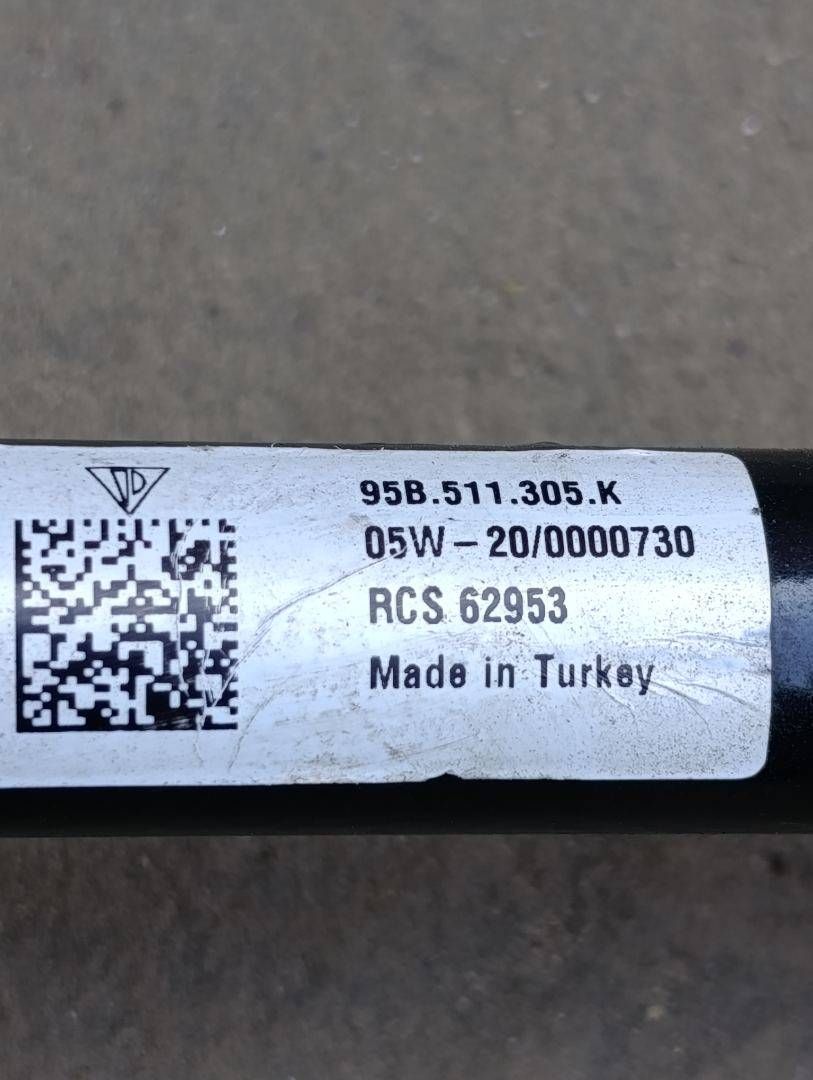 95B.511.305.K
05W-20/0000730
RCS 62953
Made in Turkey